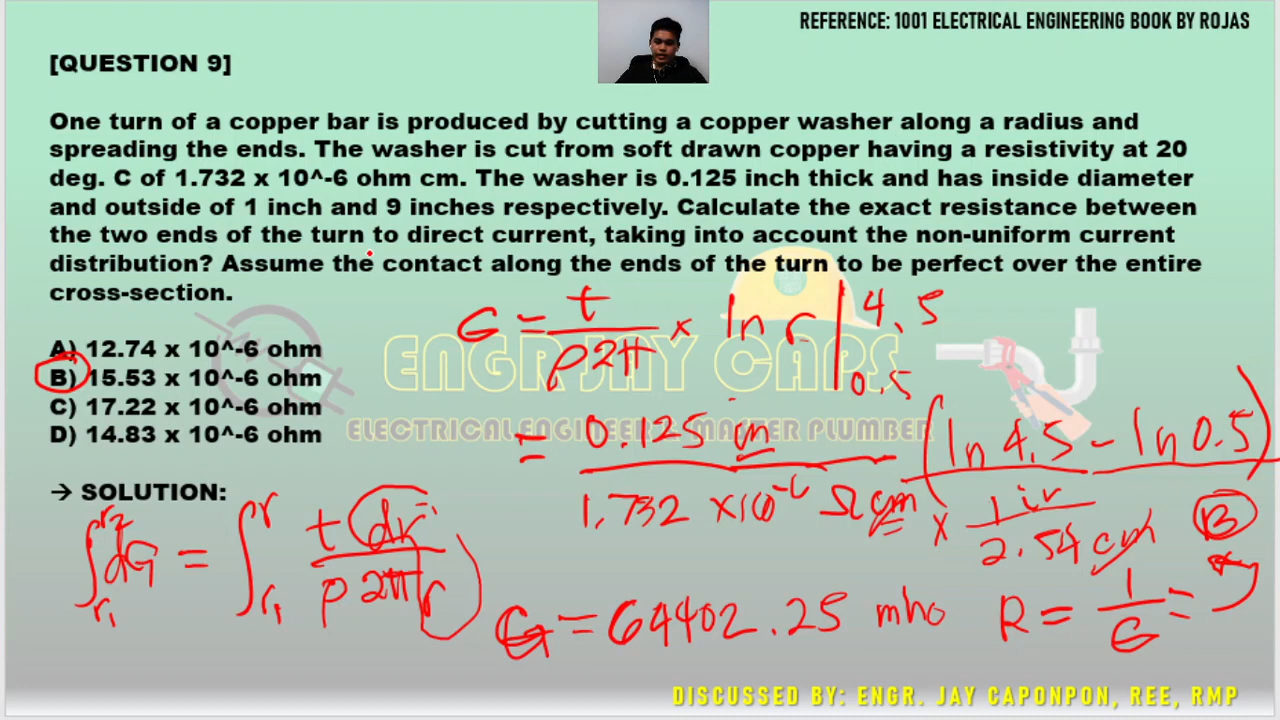 REFERENCE: 1001 ELECTRICAL ENGINEERING BOOK BY ROJAS
[QUESTION 9]
One turn of a copper bar is produced by cutting a copper washer along a radius and
spreading the ends. The washer is cut from soft drawn copper having a resistivity at 20
deg. C of 1.732 x 10^-6 ohm cm. The washer is 0.125 inch thick and has inside diameter
and outside of 1 inch and 9 inches respectively. Calculate the exact resistance between
the two ends of the turn to direct current, taking into account the non-uniform current
distribution? Assume the contact along the ends of the turn to be perfect over the entire
cross-section.
A) 12.74 x 10^-6 ohm
B) 15.53 x 10^-6 ohm
C) 17.22 x 10^-6 ohm
D) 14.83 x 10^-6 ohm
ENGR JAY CAPS
ELECTRICAL ENGINEER & MASTER PLUMBER
G = t / ρ2π x ln r | 4.5 0.5
= 0.125 in / 1.732 x10^-6 Ω cm x 1 in / 2.54 cm (ln 4.5 - ln 0.5)
→ SOLUTION:
∫ r2 r1 dG = ∫ r r1 t dr / ρ 2π r
G = 64402.25 mho
R = 1 / G =
B
DISCUSSED BY: ENGR. JAY CAPONPON, REE, RMP